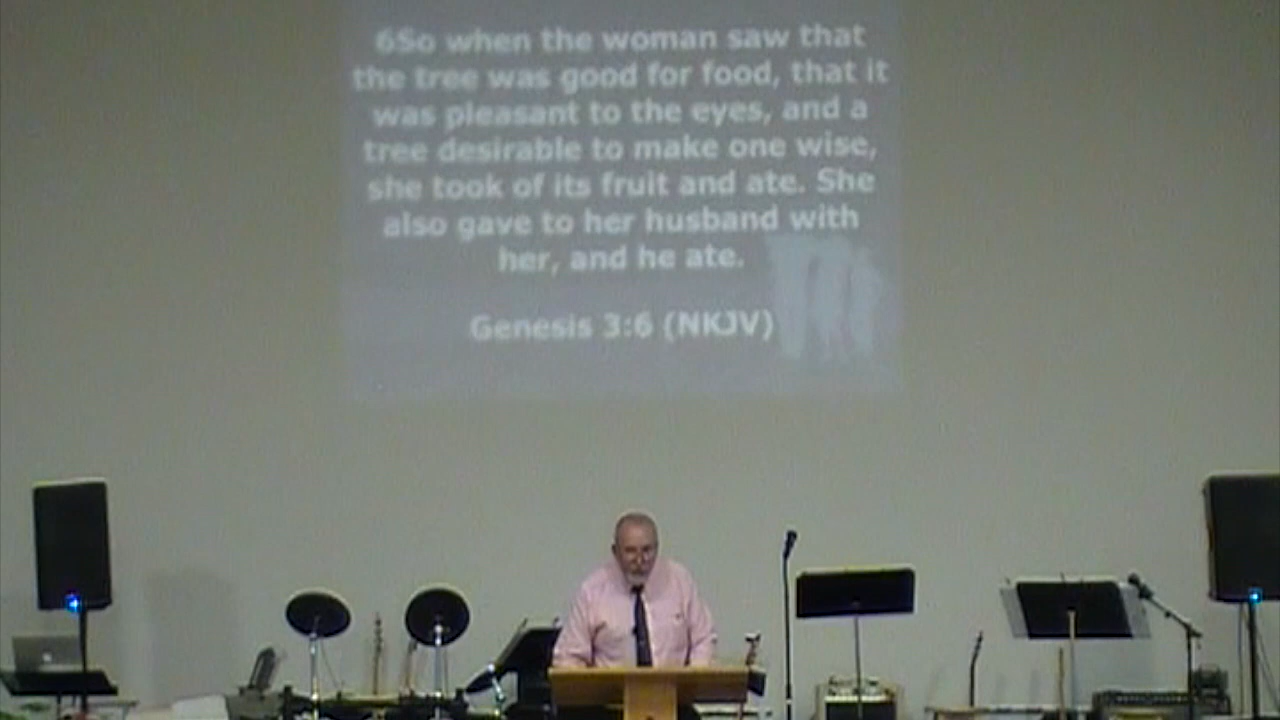 6So when the woman saw that
the tree was good for food, that it
was pleasant to the eyes, and a
tree desirable to make one wise,
she took of its fruit and ate. She
also gave to her husband with
her, and he ate.
Genesis 3:6 (NKJV)